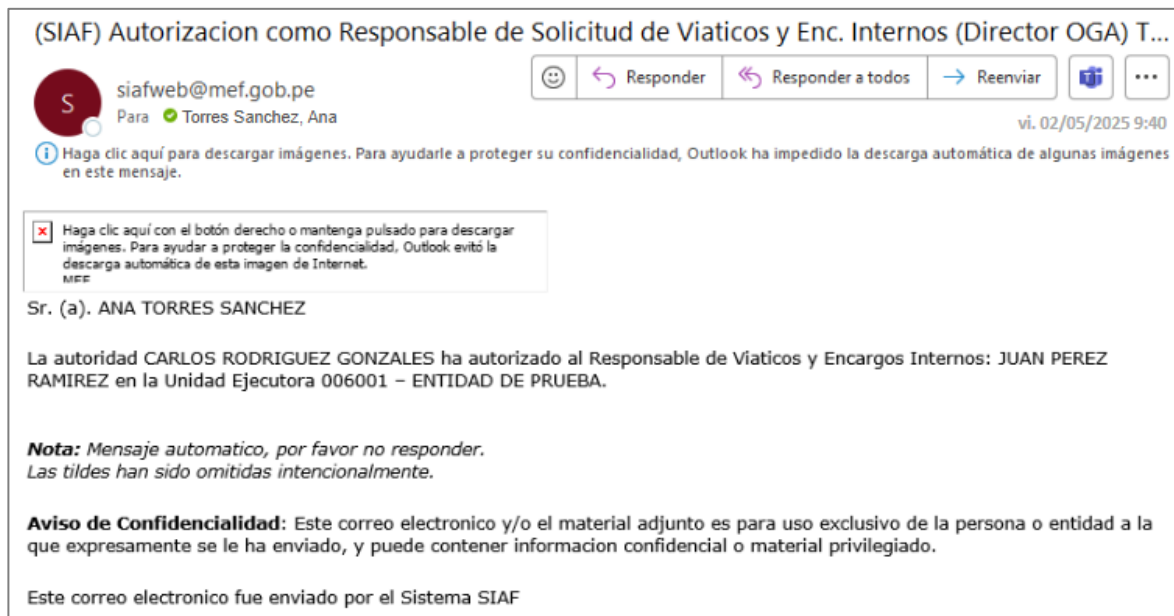 (SIAF) Autorizacion como Responsable de Solicitud de Viaticos y Enc. Internos (Director OGA) T...
S
siafweb@mef.gob.pe
Para Torres Sanchez, Ana
Responder
Responder a todos
Reenviar
vi. 02/05/2025 9:40
Haga clic aquí para descargar imágenes. Para ayudarle a proteger su confidencialidad, Outlook ha impedido la descarga automática de algunas imágenes
en este mensaje.
Haga clic aquí con el botón derecho o mantenga pulsado para descargar
imágenes. Para ayudar a proteger la confidencialidad, Outlook evitó la
descarga automática de esta imagen de Internet.
MEF
Sr. (a). ANA TORRES SANCHEZ
La autoridad CARLOS RODRIGUEZ GONZALES ha autorizado al Responsable de Viaticos y Encargos Internos: JUAN PEREZ
RAMIREZ en la Unidad Ejecutora 006001 – ENTIDAD DE PRUEBA.
Nota: Mensaje automatico, por favor no responder.
Las tildes han sido omitidas intencionalmente.
Aviso de Confidencialidad: Este correo electronico y/o el material adjunto es para uso exclusivo de la persona o entidad a la
que expresamente se le ha enviado, y puede contener informacion confidencial o material privilegiado.
Este correo electronico fue enviado por el Sistema SIAF